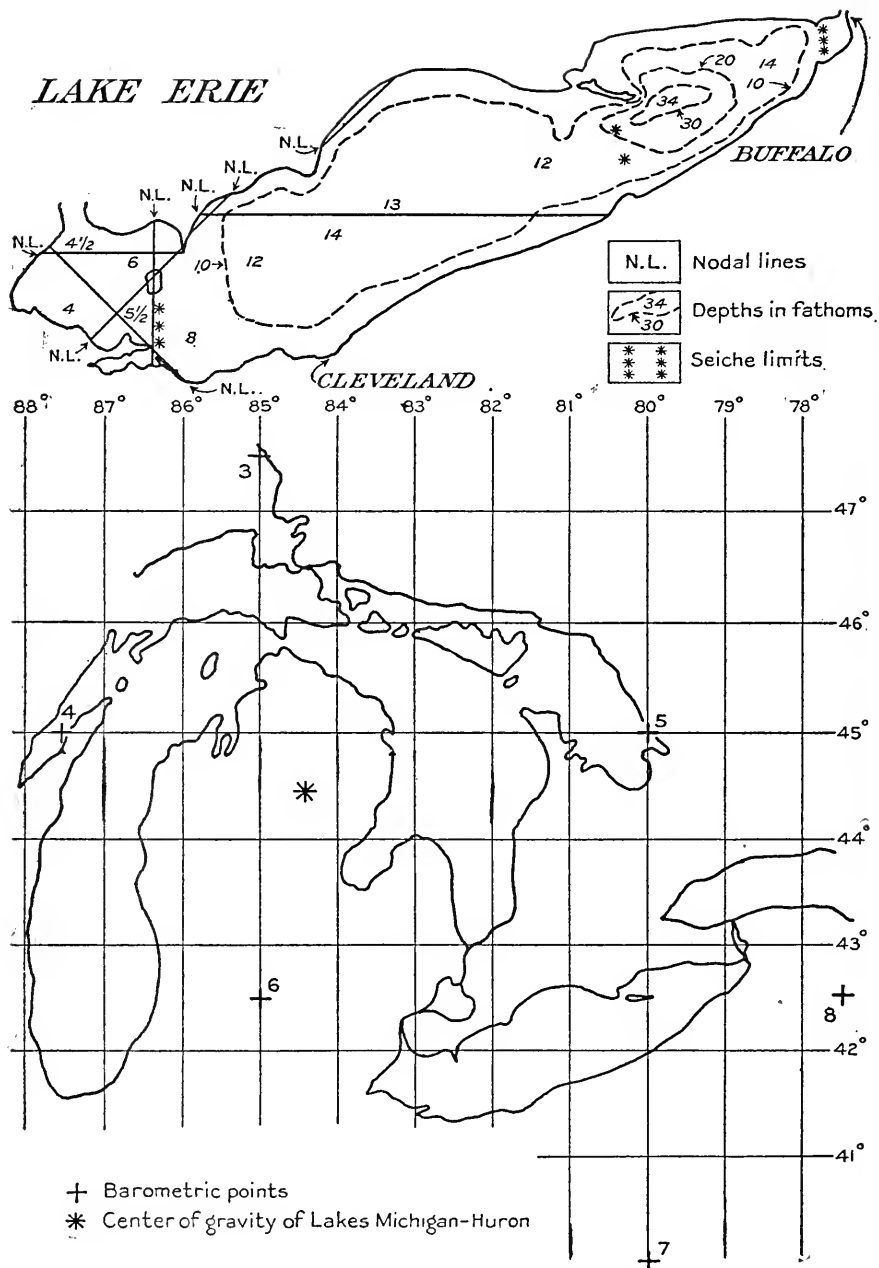 LAKE ERIE
BUFFALO
CLEVELAND
N.L.
N.L.
N.L.
N.L.
N.L.
N.L.
N.L.
4½
6
4
5½
8
10
12
14
13
12
34
30
20
14
10
N.L. Nodal lines
34
30
Depths in fathoms
Seiche limits
88° 87° 86° 85° 84° 83° 82° 81° 80° 79° 78°
3
47°
46°
4
5
45°
44°
43°
6
8
42°
41°
7
Barometric points
Center of gravity of Lakes Michigan-Huron